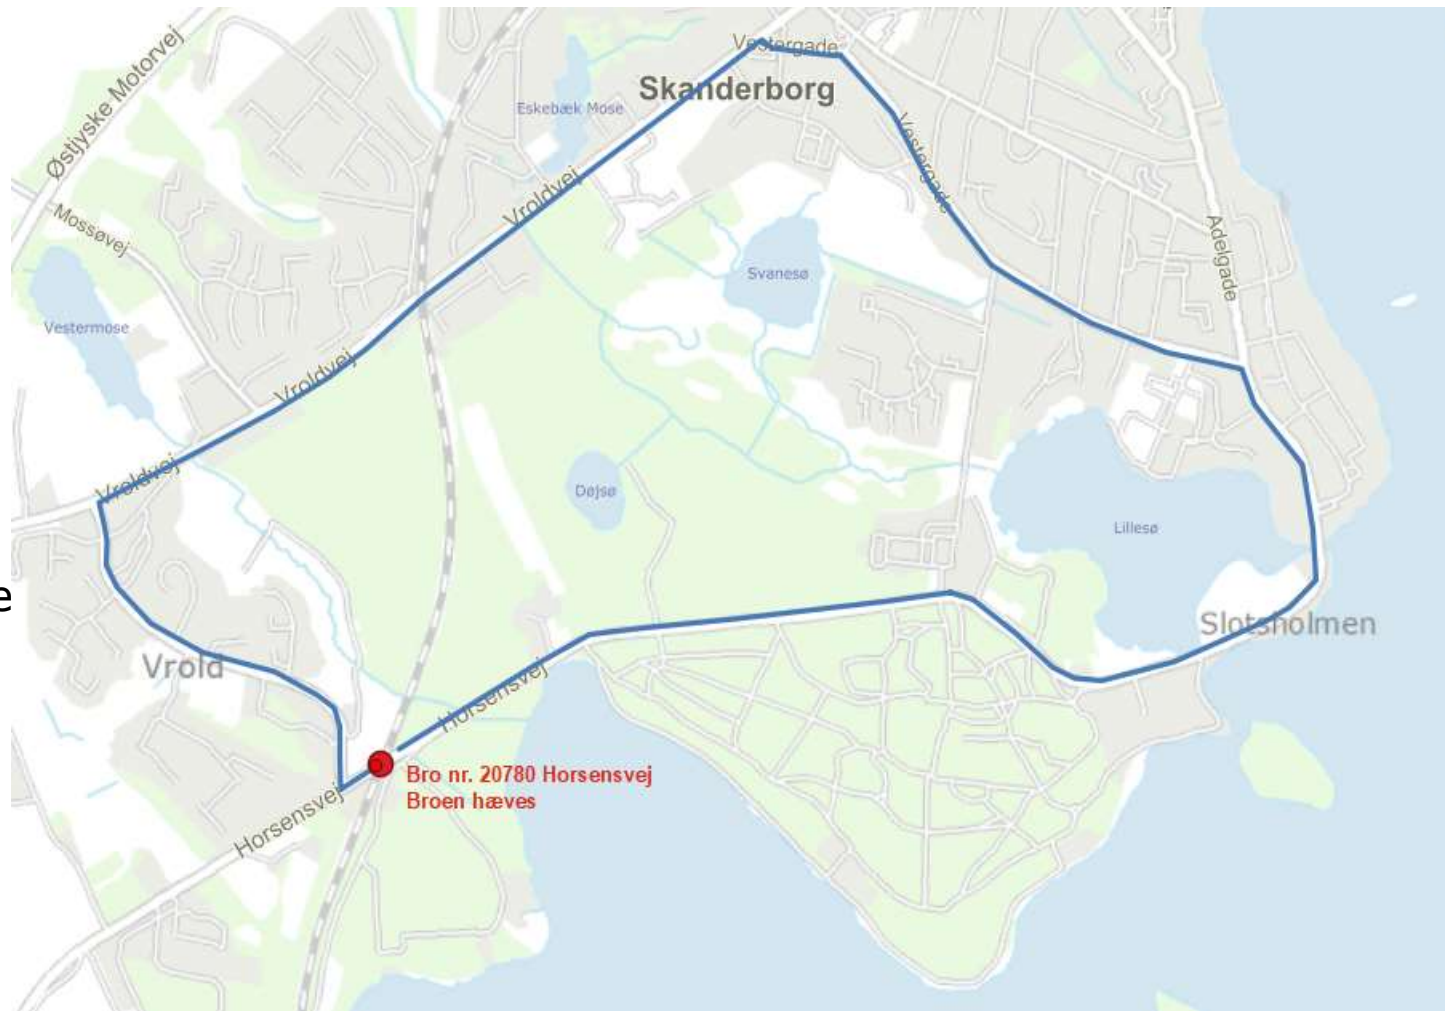 Vestergade
Østjyske Motorvej
Skanderborg
Eskebæk Mose
Vestergade
Vroldvej
Mossøvej
Adelgade
Svanesø
Vestermose
Vroldvej
Vroldvej
Døjsø
Lillesø
e
Slotsholmen
Vrold
Horsensvej
Bro nr. 20780 Horsensvej
Broen hæves
Horsensvej